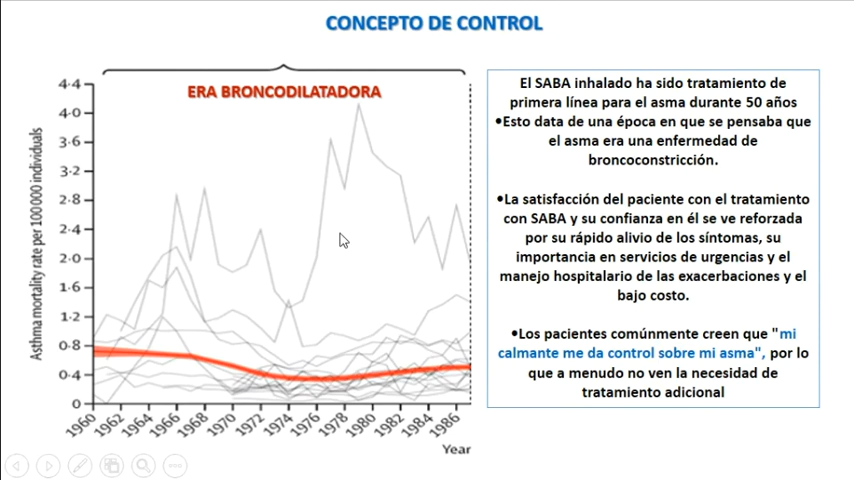 CONCEPTO DE CONTROL
ERA BRONCODILATADORA
Asthma mortality rate per 100 000 individuals
4·4
4·0
3·6
3·2
2·8
2·4
2·0
1·6
1·2
0·8
0·4
0
1960
1962
1964
1966
1968
1970
1972
1974
1976
1978
1980
1982
1984
1986
Year
El SABA inhalado ha sido tratamiento de
primera línea para el asma durante 50 años
•Esto data de una época en que se pensaba que
el asma era una enfermedad de
broncoconstricción.
•La satisfacción del paciente con el tratamiento
con SABA y su confianza en él se ve reforzada
por su rápido alivio de los síntomas, su
importancia en servicios de urgencias y el
manejo hospitalario de las exacerbaciones y el
bajo costo.
•Los pacientes comúnmente creen que "mi
calmante me da control sobre mi asma", por lo
que a menudo no ven la necesidad de
tratamiento adicional